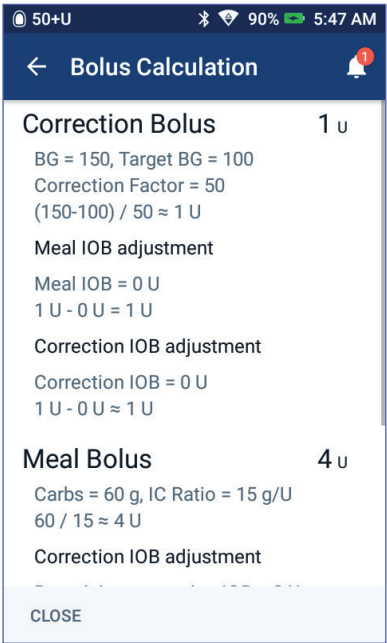 50+U 90% 5:47 AM
Bolus Calculation 1
Correction Bolus 1 U
BG = 150, Target BG = 100
Correction Factor = 50
(150-100) / 50 ≈ 1 U
Meal IOB adjustment
Meal IOB = 0 U
1 U - 0 U = 1 U
Correction IOB adjustment
Correction IOB = 0 U
1 U - 0 U ≈ 1 U
Meal Bolus 4 U
Carbs = 60 g, IC Ratio = 15 g/U
60 / 15 ≈ 4 U
Correction IOB adjustment
CLOSE